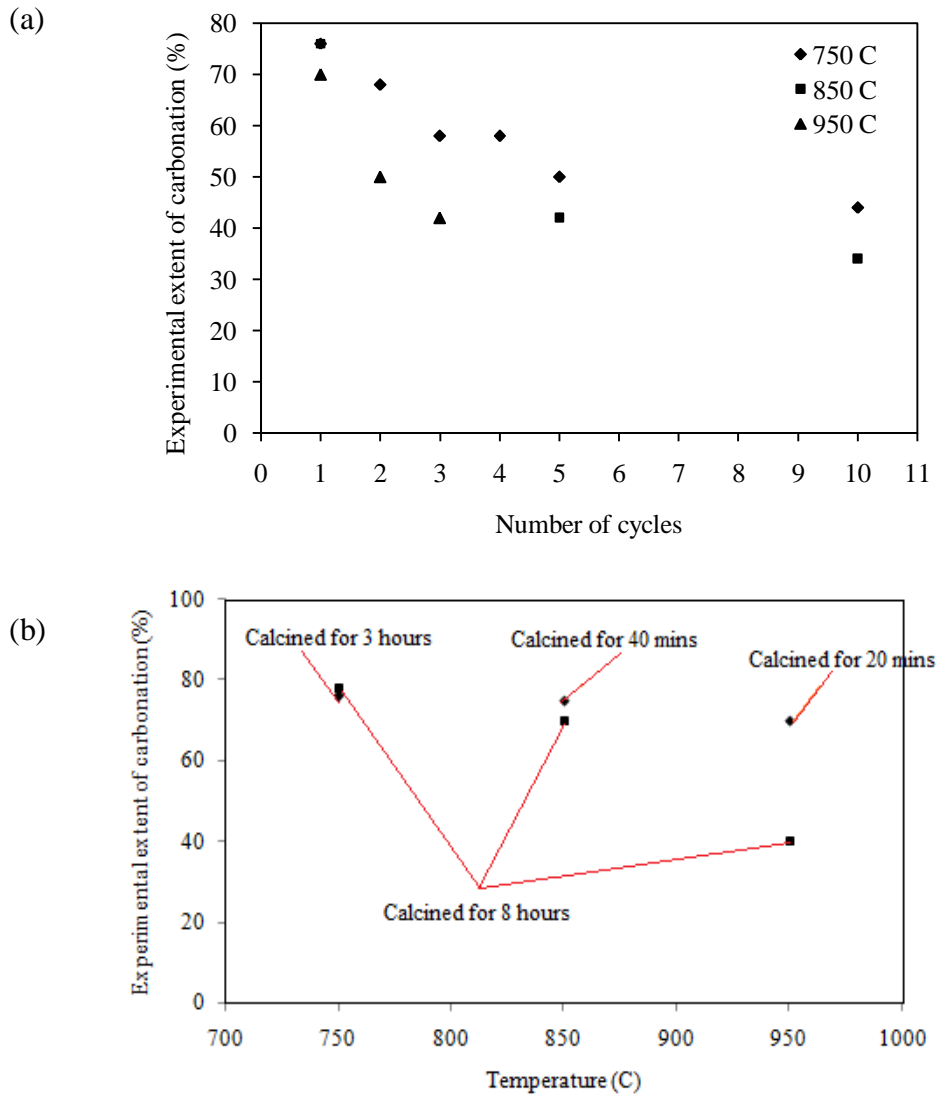 (a)
80
70
60
50
40
30
20
10
0
Experimental extent of carbonation (%)
750 C
850 C
950 C
0 1 2 3 4 5 6 7 8 9 10 11
Number of cycles
(b)
100
80
60
40
20
0
Experim ental extent of carbonation (%)
Calcined for 3 hours
Calcined for 40 mins
Calcined for 20 mins
Calcined for 8 hours
700 750 800 850 900 950 1000
Temperature (C)